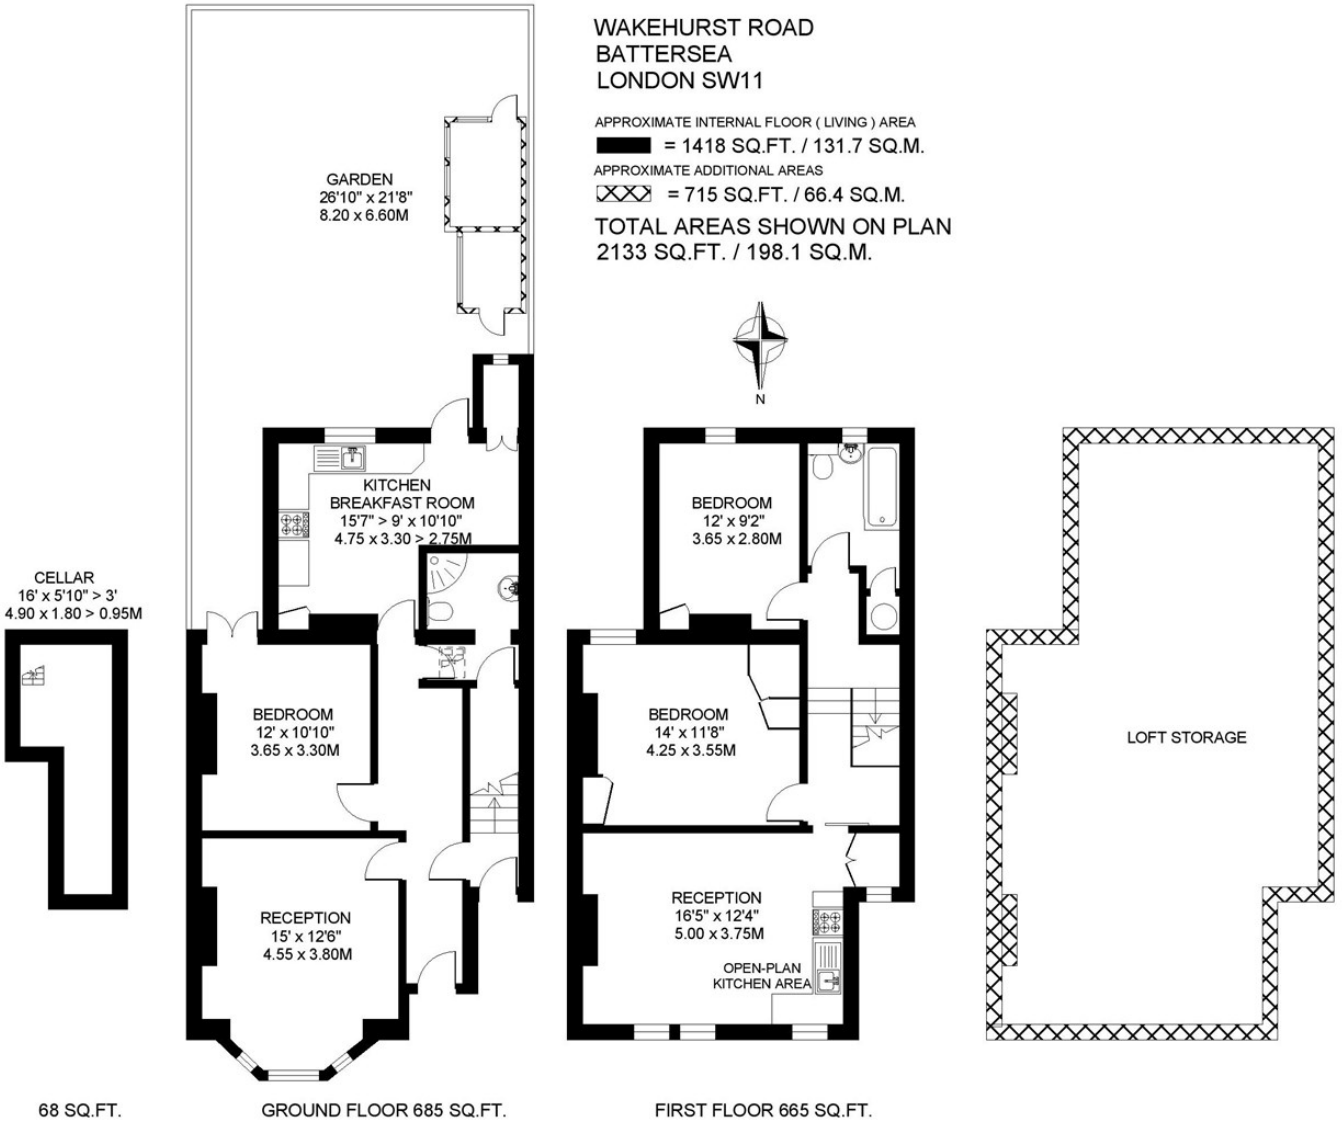 WAKEHURST ROAD
BATTERSEA
LONDON SW11
APPROXIMATE INTERNAL FLOOR ( LIVING ) AREA
= 1418 SQ.FT. / 131.7 SQ.M.
APPROXIMATE ADDITIONAL AREAS
= 715 SQ.FT. / 66.4 SQ.M.
TOTAL AREAS SHOWN ON PLAN
2133 SQ.FT. / 198.1 SQ.M.
N
GARDEN
26'10" x 21'8"
8.20 x 6.60M
KITCHEN
BREAKFAST ROOM
15'7" > 9' x 10'10"
4.75 x 3.30 > 2.75M
CELLAR
16' x 5'10" > 3'
4.90 x 1.80 > 0.95M
BEDROOM
12' x 10'10"
3.65 x 3.30M
RECEPTION
15' x 12'6"
4.55 x 3.80M
BEDROOM
12' x 9'2"
3.65 x 2.80M
BEDROOM
14' x 11'8"
4.25 x 3.55M
RECEPTION
16'5" x 12'4"
5.00 x 3.75M
OPEN-PLAN
KITCHEN AREA
LOFT STORAGE
68 SQ.FT.
GROUND FLOOR 685 SQ.FT.
FIRST FLOOR 665 SQ.FT.